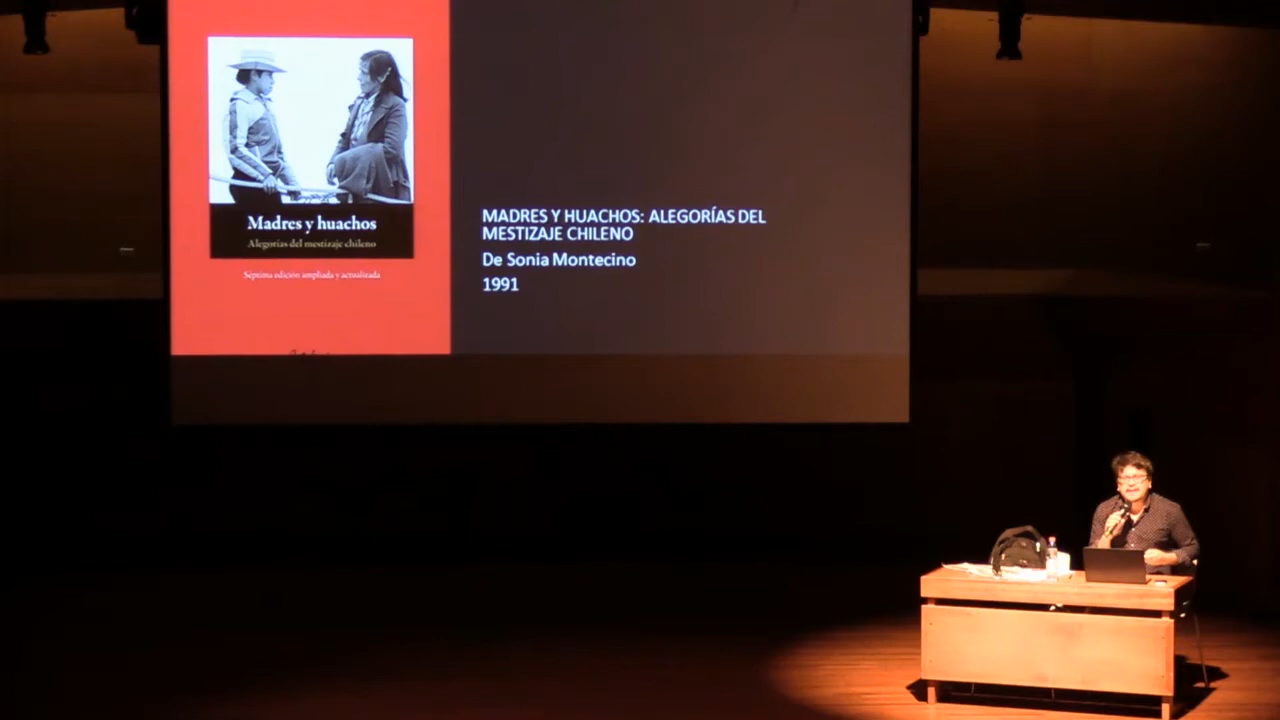 Madres y huachos
Alegorías del mestizaje chileno
Séptima edición ampliada y actualizada
MADRES Y HUACHOS: ALEGORÍAS DEL
MESTIZAJE CHILENO
De Sonia Montecino
1991